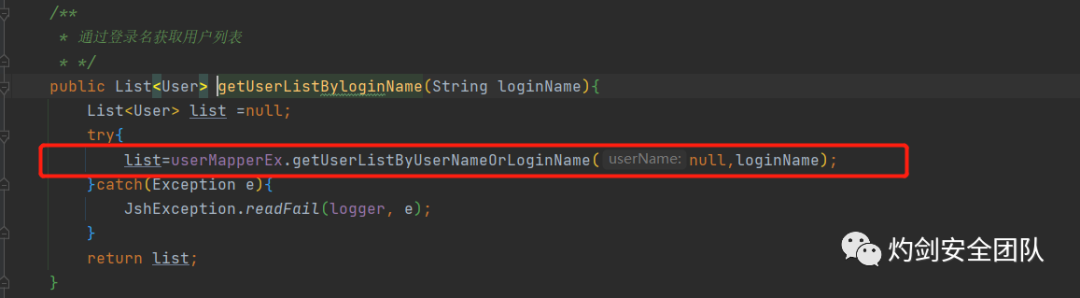 /**
* 通过登录名获取用户列表
* */
public List<User> getUserListByloginName(String loginName){
List<User> list =null;
try{
list=userMapperEx.getUserListByUserNameOrLoginName( userName: null,loginName);
}catch(Exception e){
JshException.readFail(logger, e);
}
return list;
}
灼剑安全团队